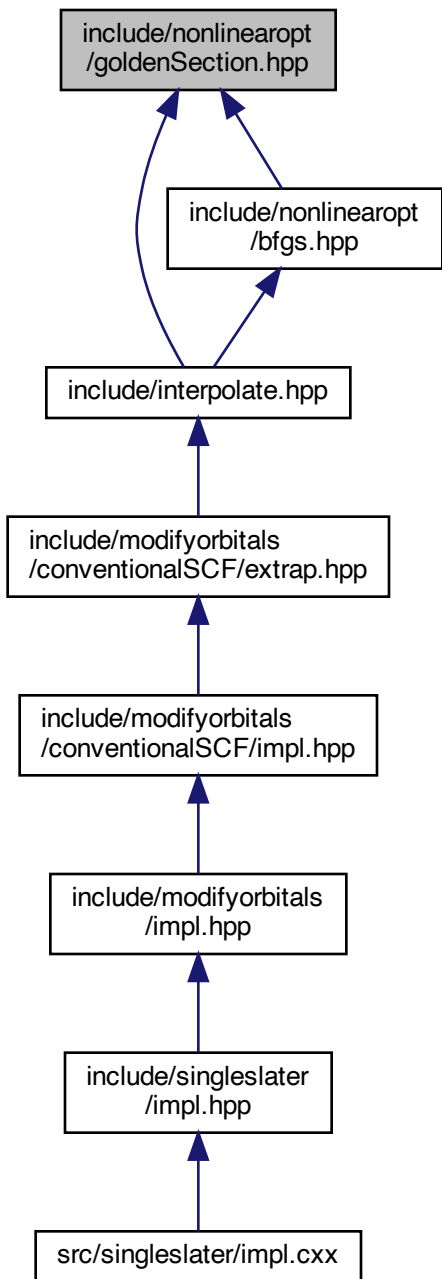 include/nonlinearopt
/goldenSection.hpp
include/nonlinearopt
/bfgs.hpp
include/interpolate.hpp
include/modifyorbitals
/conventionalSCF/extrap.hpp
include/modifyorbitals
/conventionalSCF/impl.hpp
include/modifyorbitals
/impl.hpp
include/singleslater
/impl.hpp
src/singleslater/impl.cxx